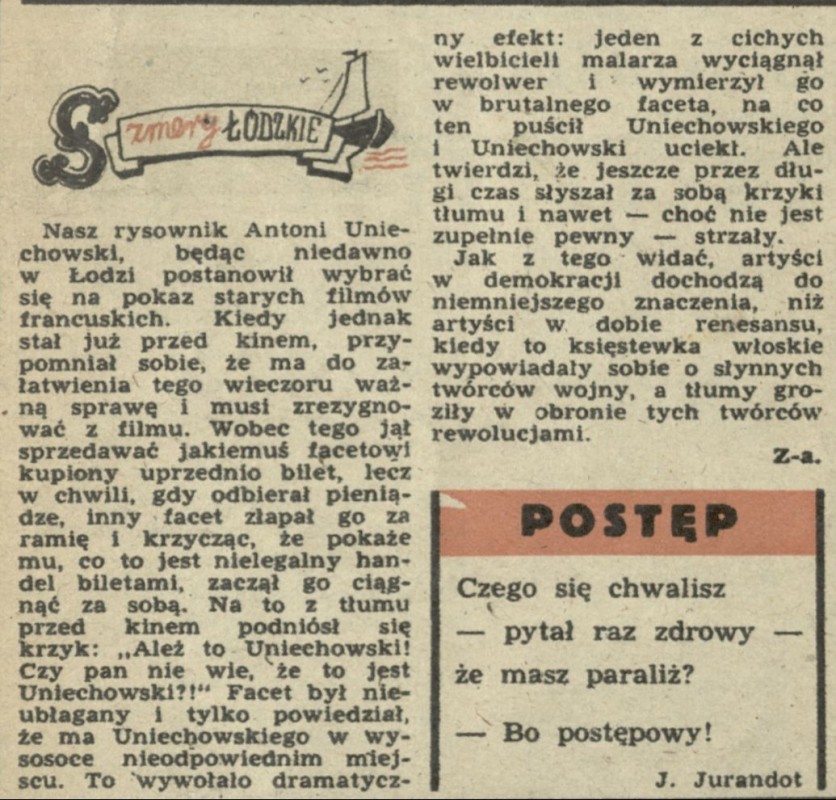 Szmery ŁÓDZKIE
Nasz rysownik Antoni Unie-
chowski, będąc niedawno
w Łodzi postanowił wybrać
się na pokaz starych filmów
francuskich. Kiedy jednak
stał już przed kinem, przy-
pomniał sobie, że ma do za-
łatwienia tego wieczoru waż-
ną sprawę i musi zrezygno-
wać z filmu. Wobec tego jął
sprzedawać jakiemuś facetowi
kupiony uprzednio bilet, lecz
w chwili, gdy odbierał pienią-
dze, inny facet złapał go za
ramię i krzycząc, że pokaże
mu, co to jest nielegalny han-
del biletami, zaczął go ciąg-
nąć za sobą. Na to z tłumu
przed kinem podniósł się
krzyk: „Ależ to Uniechowski!
Czy pan nie wie, że to jest
Uniechowski?!“ Facet był nie-
ubłagany i tylko powiedział,
że ma Uniechowskiego w wy-
sosoce nieodpowiednim miej-
scu. To wywołało dramatycz-
ny efekt: jeden z cichych
wielbicieli malarza wyciągnął
rewolwer i wymierzył go
w brutalnego faceta, na co
ten puścił Uniechowskiego
i Uniechowski uciekł. Ale
twierdzi, że jeszcze przez dłu-
gi czas słyszał za sobą krzyki
tłumu i nawet — choć nie jest
zupełnie pewny — strzały.
Jak z tego widać, artyści
w demokracji dochodzą do
niemniejszego znaczenia, niż
artyści w dobie renesansu,
kiedy to księstewka włoskie
wypowiadały sobie o słynnych
twórców wojny, a tłumy gro-
ziły w obronie tych twórców
rewolucjami.
Z-a.
POSTĘP
Czego się chwalisz
— pytał raz zdrowy —
że masz paraliż?
— Bo postępowy!
J. Jurandot